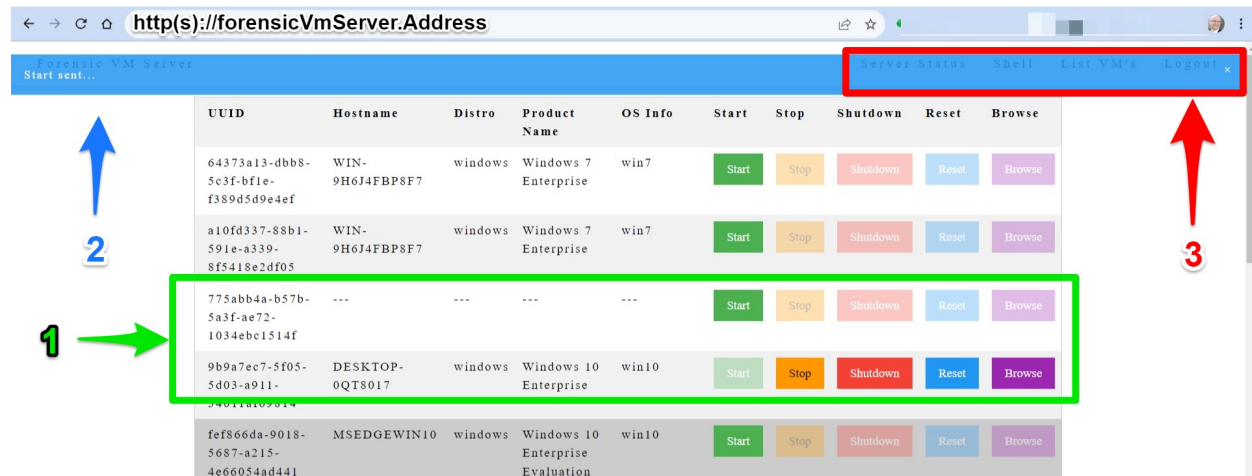 http(s)://forensicVmServer.Address
Forensic VM Server Server Status Shell List VM's Logout
Start sent... ×
UUID Hostname Distro Product OS Info Start Stop Shutdown Reset Browse
Name
64373a13-dbb8- WIN- windows Windows 7 win7 Start Stop Shutdown Reset Browse
5c3f-bf1e- 9H6J4FBP8F7 Enterprise
f389d5d9e4ef
a10fd337-88b1- WIN- windows Windows 7 win7 Start Stop Shutdown Reset Browse
591e-a339- 9H6J4FBP8F7 Enterprise
8f5418e2df05
2
3
775abb4a-b57b- --- --- --- --- Start Stop Shutdown Reset Browse
5a3f-ae72-
1034ebc1514f
1
9b9a7ec7-5f05- DESKTOP- windows Windows 10 win10 Start Stop Shutdown Reset Browse
5d03-a911- 0QT8017 Enterprise
fef866da-9018- MSEDGEWIN10 windows Windows 10 win10 Start Stop Shutdown Reset Browse
5687-a215- Enterprise
4e66054ad441 Evaluation